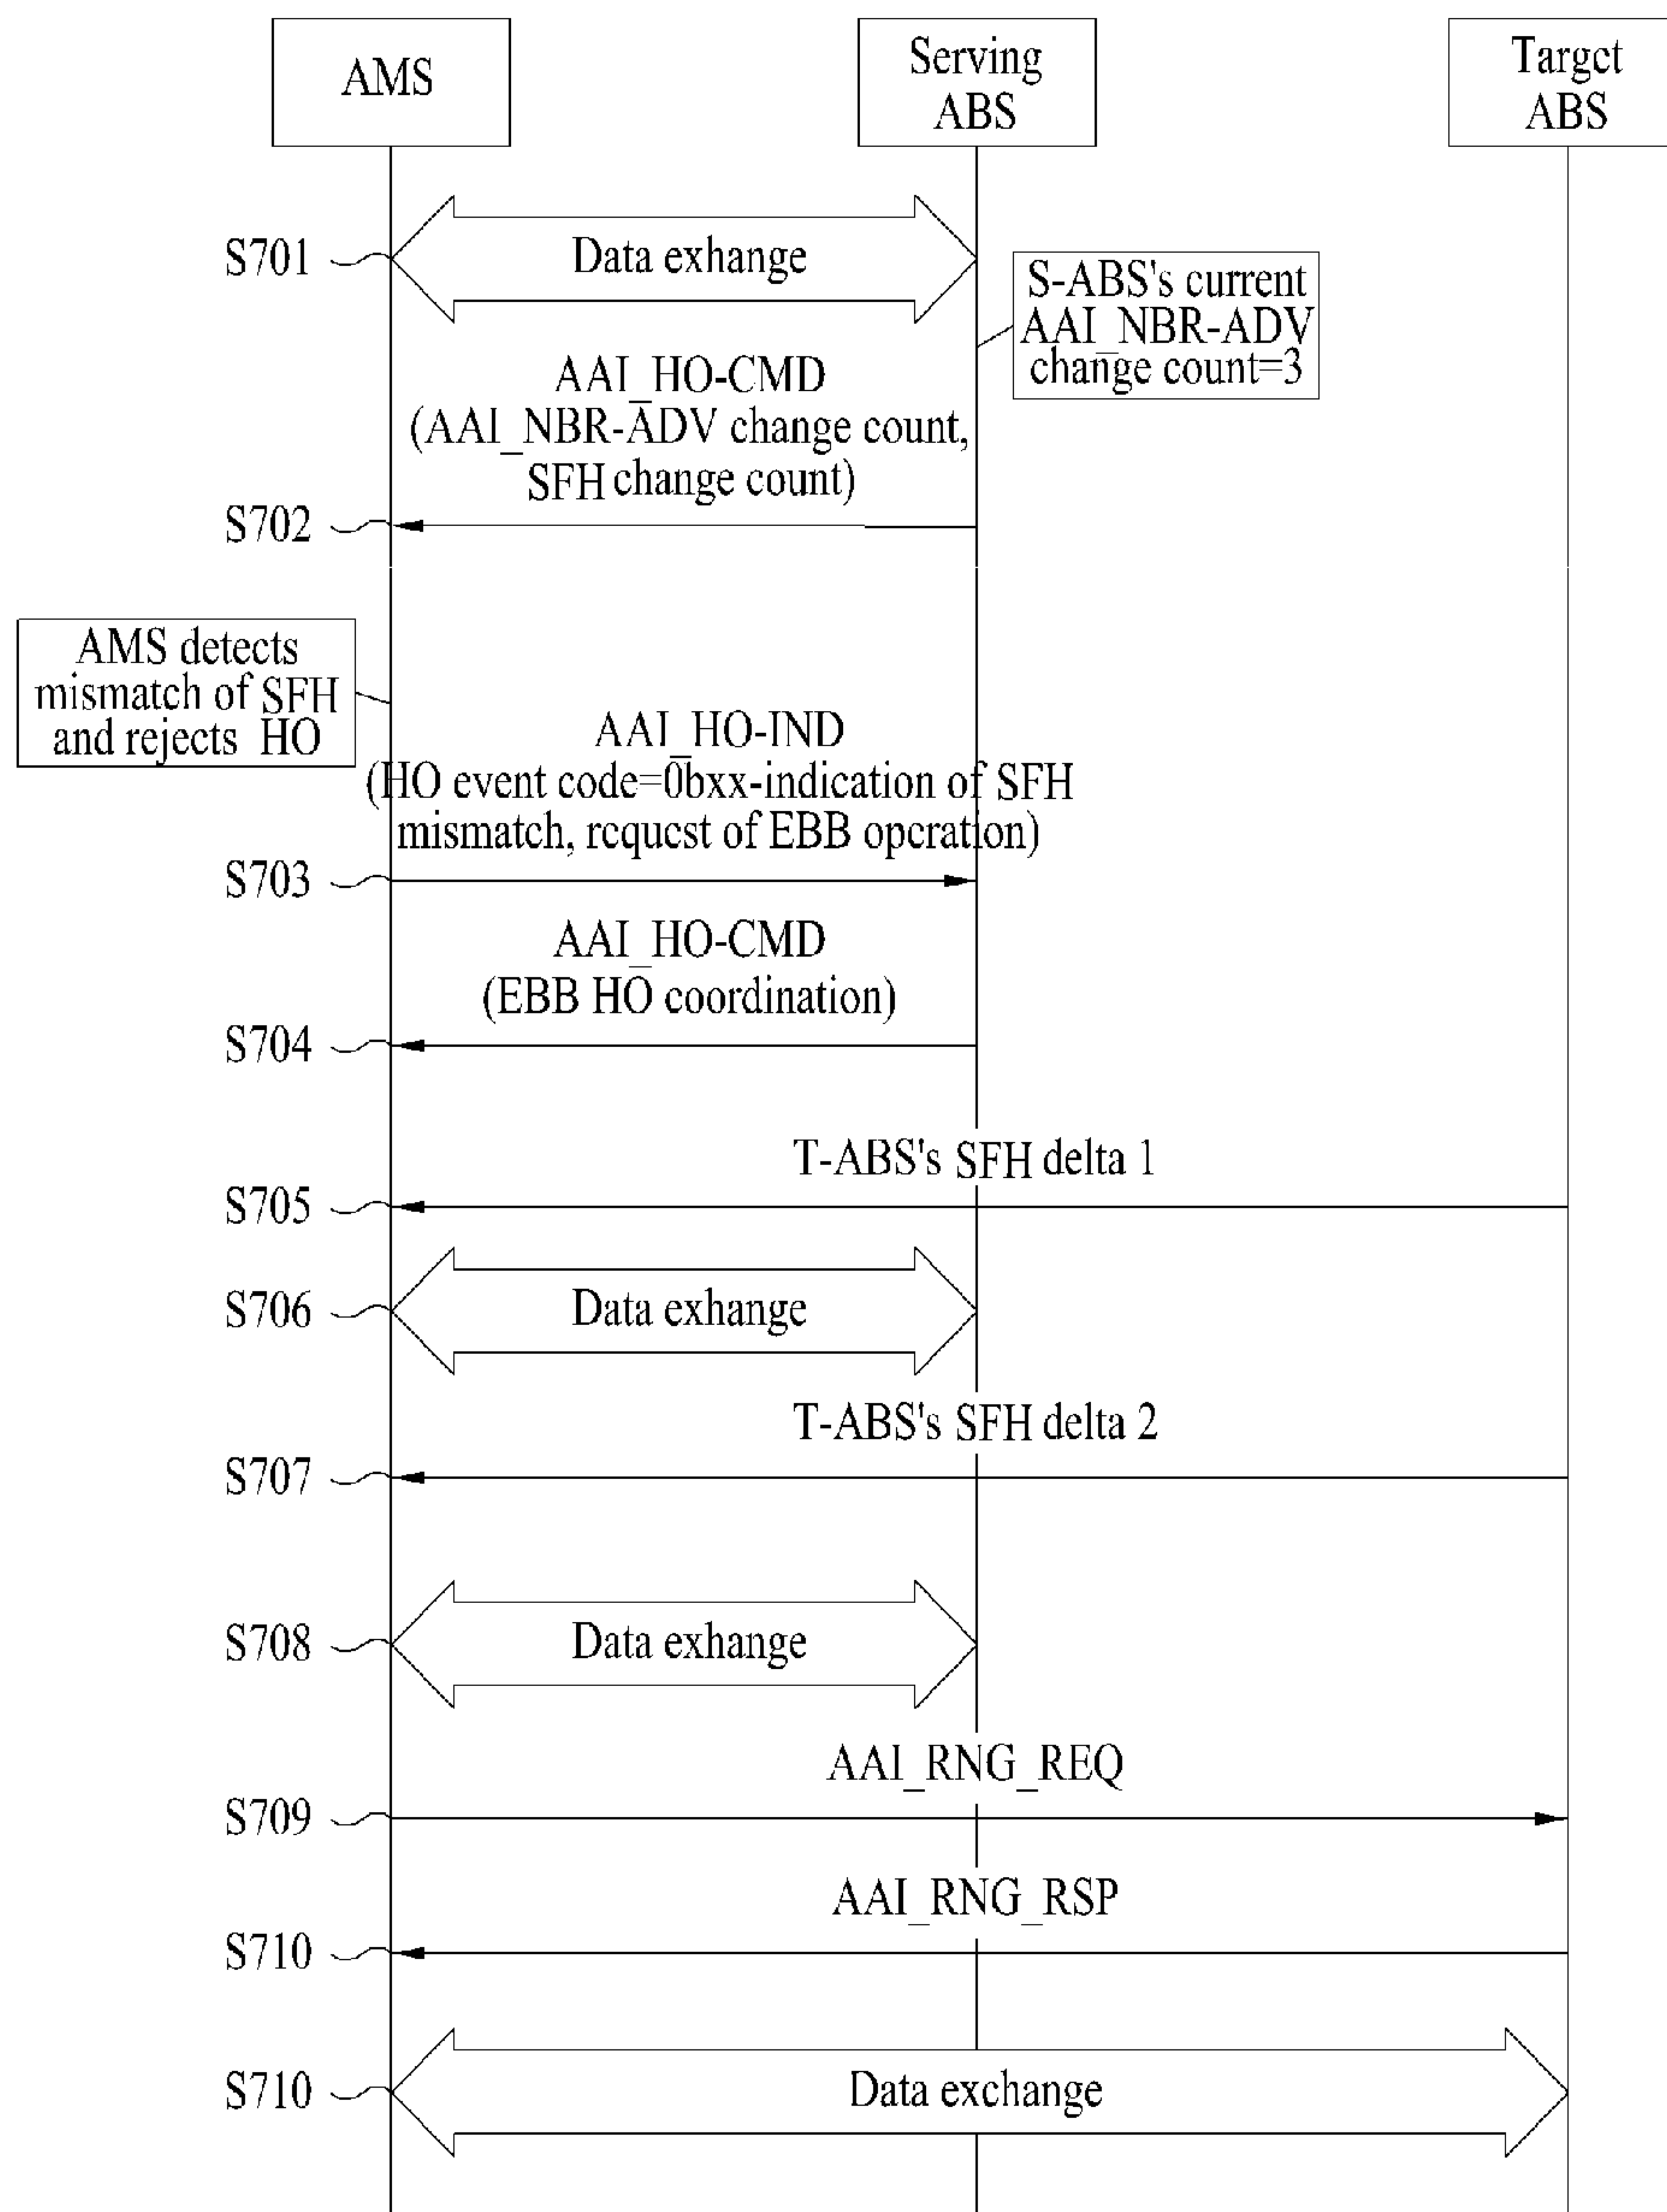 AMS
Serving
ABS
Target
ABS
S701
Data exhange
S-ABS's current
AAI_NBR-ADV
change count=3
AAI_HO-CMD
(AAI_NBR-ADV change count,
SFH change count)
S702
AMS detects
mismatch of SFH
and rejects HO
AAI_HO-IND
(HO event code=0bxx-indication of SFH
mismatch, request of EBB operation)
S703
AAI_HO-CMD
(EBB HO coordination)
S704
T-ABS's SFH delta 1
S705
S706
Data exhange
T-ABS's SFH delta 2
S707
S708
Data exhange
AAI_RNG_REQ
S709
AAI_RNG_RSP
S710
S710
Data exchange